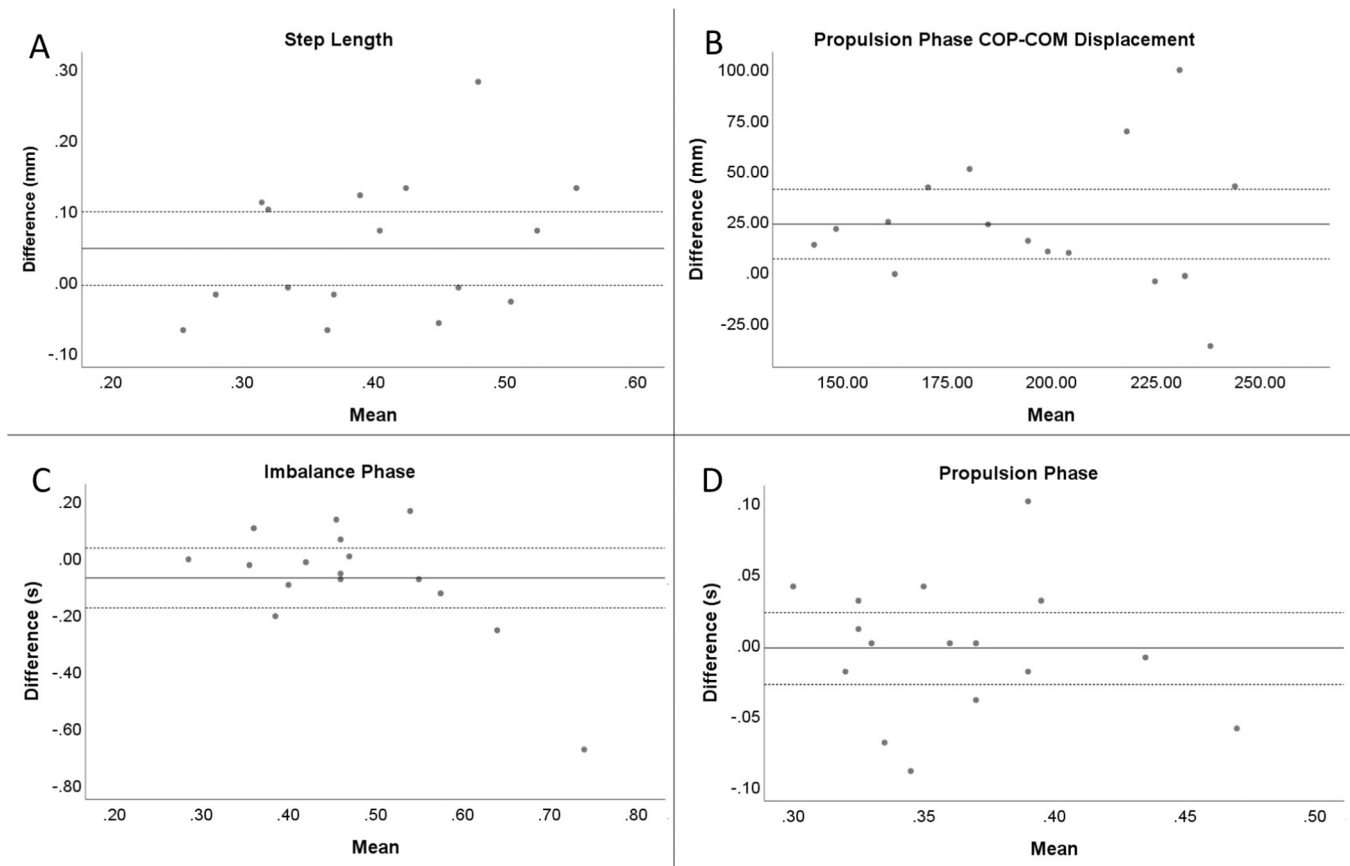 A
Step Length
Difference (mm)
.30
.20
.10
.00
-.10
.20
.30
.40
.50
.60
Mean
B
Propulsion Phase COP-COM Displacement
Difference (mm)
100.00
75.00
50.00
25.00
.00
-25.00
150.00
175.00
200.00
225.00
250.00
Mean
C
Imbalance Phase
Difference (s)
.20
.00
-.20
-.40
-.60
-.80
.20
.30
.40
.50
.60
.70
.80
Mean
D
Propulsion Phase
Difference (s)
.10
.05
.00
-.05
-.10
.30
.35
.40
.45
.50
Mean